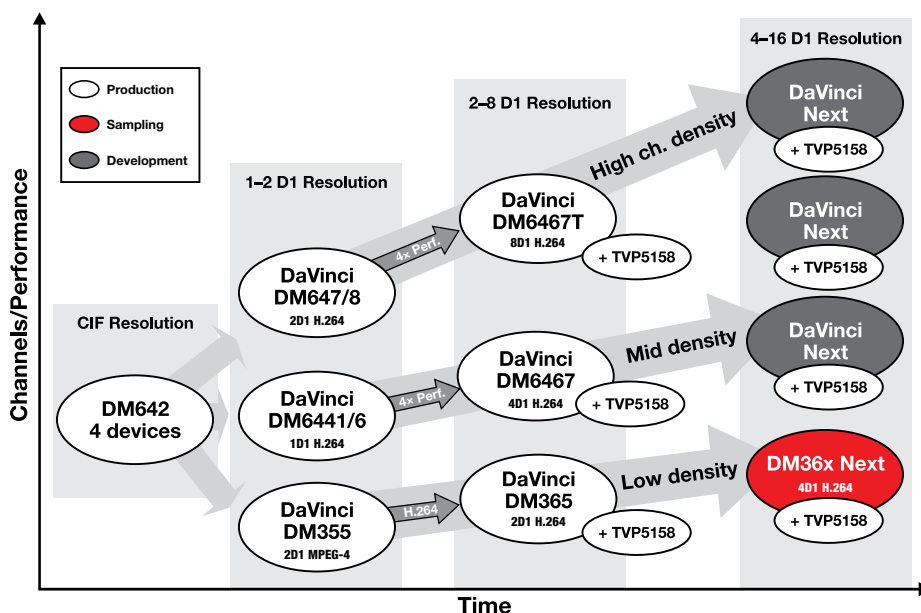 Channels/Performance
Production
Sampling
Development
CIF Resolution
DM642
4 devices
1–2 D1 Resolution
DaVinci
DM647/8
2D1 H.264
DaVinci
DM6441/6
1D1 H.264
DaVinci
DM355
2D1 MPEG-4
4x Perf.
4x Perf.
H.264
2–8 D1 Resolution
DaVinci
DM6467T
8D1 H.264
+ TVP5158
DaVinci
DM6467
4D1 H.264
+ TVP5158
DaVinci
DM365
2D1 H.264
+ TVP5158
High ch. density
Mid density
Low density
4–16 D1 Resolution
DaVinci
Next
+ TVP5158
DaVinci
Next
+ TVP5158
DaVinci
Next
+ TVP5158
DM36x Next
4D1 H.264
+ TVP5158
Time